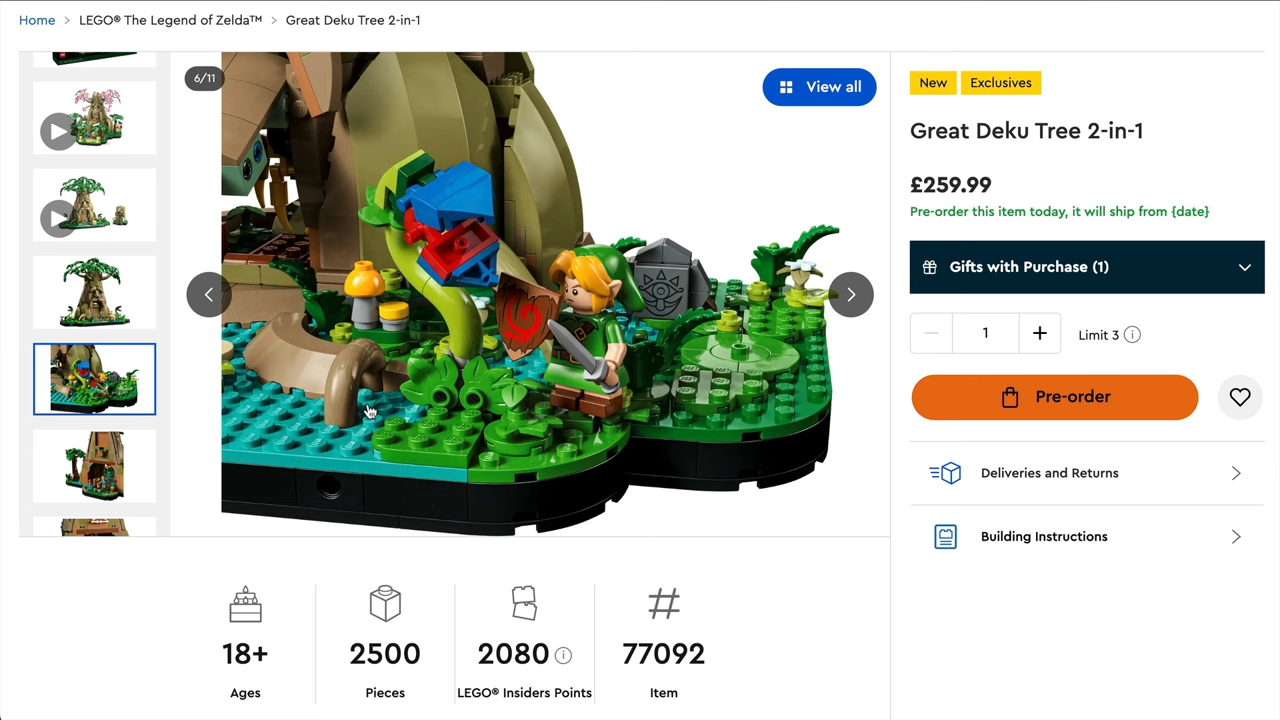 Home > LEGO® The Legend of Zelda™ > Great Deku Tree 2-in-1
6/11
View all
New
Exclusives
Great Deku Tree 2-in-1
£259.99
Pre-order this item today, it will ship from {date}
Gifts with Purchase (1)
1
Limit 3
Pre-order
Deliveries and Returns
Building Instructions
18+
Ages
2500
Pieces
2080
LEGO® Insiders Points
#
77092
Item